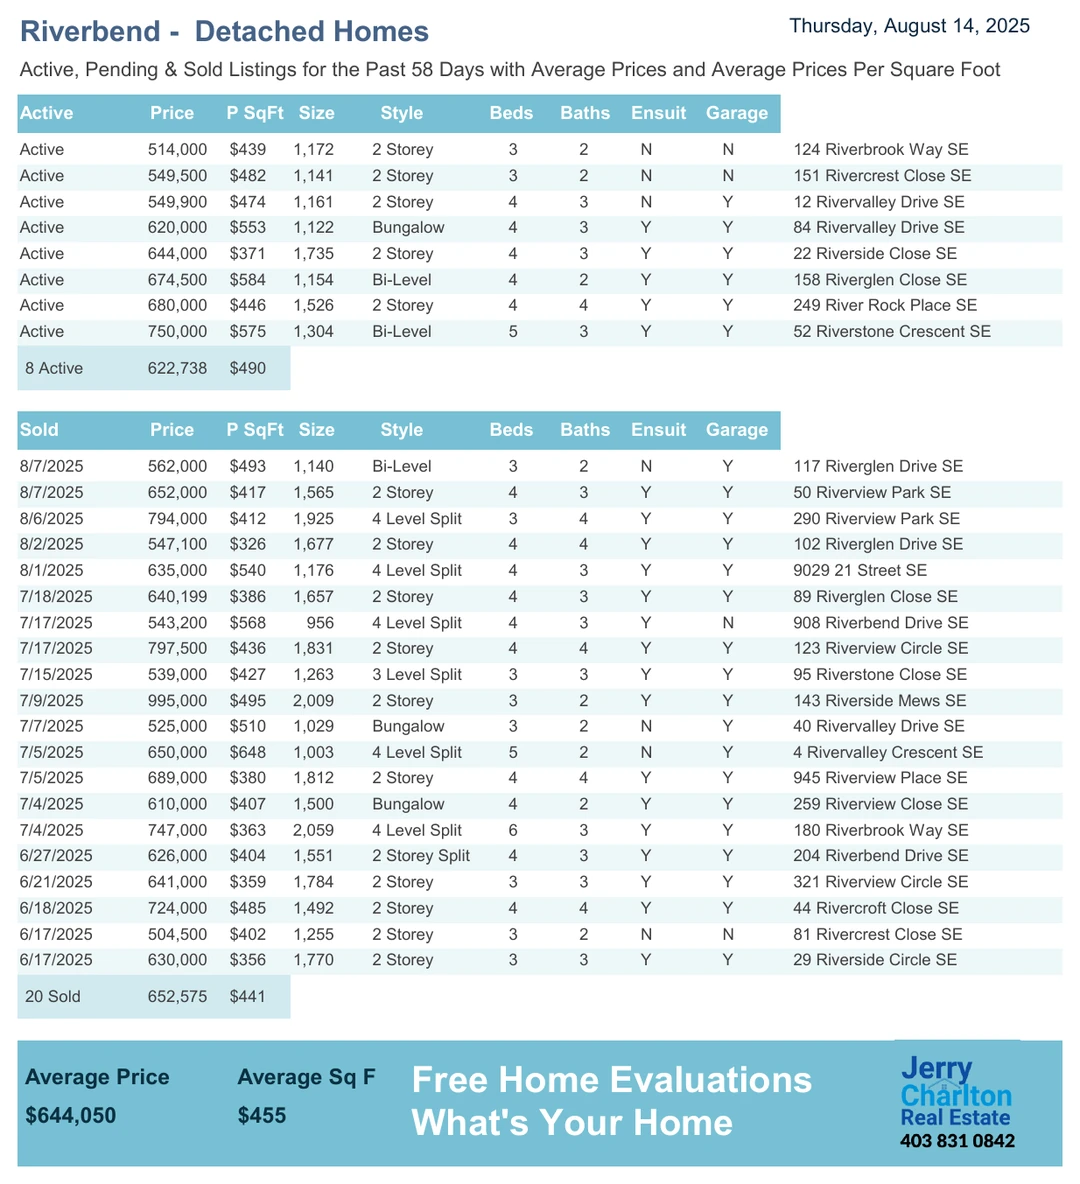 Riverbend - Detached Homes
Thursday, August 14, 2025
Active, Pending & Sold Listings for the Past 58 Days with Average Prices and Average Prices Per Square Foot
Active Price P SqFt Size Style Beds Baths Ensuit Garage
Active 514,000 $439 1,172 2 Storey 3 2 N N 124 Riverbrook Way SE
Active 549,500 $482 1,141 2 Storey 3 2 N N 151 Rivercrest Close SE
Active 549,900 $474 1,161 2 Storey 4 3 N Y 12 Rivervalley Drive SE
Active 620,000 $553 1,122 Bungalow 4 3 Y Y 84 Rivervalley Drive SE
Active 644,000 $371 1,735 2 Storey 4 3 Y Y 22 Riverside Close SE
Active 674,500 $584 1,154 Bi-Level 4 2 Y Y 158 Riverglen Close SE
Active 680,000 $446 1,526 2 Storey 4 4 Y Y 249 River Rock Place SE
Active 750,000 $575 1,304 Bi-Level 5 3 Y Y 52 Riverstone Crescent SE
8 Active 622,738 $490
Sold Price P SqFt Size Style Beds Baths Ensuit Garage
8/7/2025 562,000 $493 1,140 Bi-Level 3 2 N Y 117 Riverglen Drive SE
8/7/2025 652,000 $417 1,565 2 Storey 4 3 Y Y 50 Riverview Park SE
8/6/2025 794,000 $412 1,925 4 Level Split 3 4 Y Y 290 Riverview Park SE
8/2/2025 547,100 $326 1,677 2 Storey 4 4 Y Y 102 Riverglen Drive SE
8/1/2025 635,000 $540 1,176 4 Level Split 4 3 Y Y 9029 21 Street SE
7/18/2025 640,199 $386 1,657 2 Storey 4 3 Y Y 89 Riverglen Close SE
7/17/2025 543,200 $568 956 4 Level Split 4 3 Y N 908 Riverbend Drive SE
7/17/2025 797,500 $436 1,831 2 Storey 4 4 Y Y 123 Riverview Circle SE
7/15/2025 539,000 $427 1,263 3 Level Split 3 3 Y Y 95 Riverstone Close SE
7/9/2025 995,000 $495 2,009 2 Storey 3 2 Y Y 143 Riverside Mews SE
7/7/2025 525,000 $510 1,029 Bungalow 3 2 N Y 40 Rivervalley Drive SE
7/5/2025 650,000 $648 1,003 4 Level Split 5 2 N Y 4 Rivervalley Crescent SE
7/5/2025 689,000 $380 1,812 2 Storey 4 4 Y Y 945 Riverview Place SE
7/4/2025 610,000 $407 1,500 Bungalow 4 2 Y Y 259 Riverview Close SE
7/4/2025 747,000 $363 2,059 4 Level Split 6 3 Y Y 180 Riverbrook Way SE
6/27/2025 626,000 $404 1,551 2 Storey Split 4 3 Y Y 204 Riverbend Drive SE
6/21/2025 641,000 $359 1,784 2 Storey 3 3 Y Y 321 Riverview Circle SE
6/18/2025 724,000 $485 1,492 2 Storey 4 4 Y Y 44 Rivercroft Close SE
6/17/2025 504,500 $402 1,255 2 Storey 3 2 N N 81 Rivercrest Close SE
6/17/2025 630,000 $356 1,770 2 Storey 3 3 Y Y 29 Riverside Circle SE
20 Sold 652,575 $441
Average Price Average Sq F
$644,050 $455
Free Home Evaluations
What's Your Home
Jerry
Charlton
Real Estate
403 831 0842